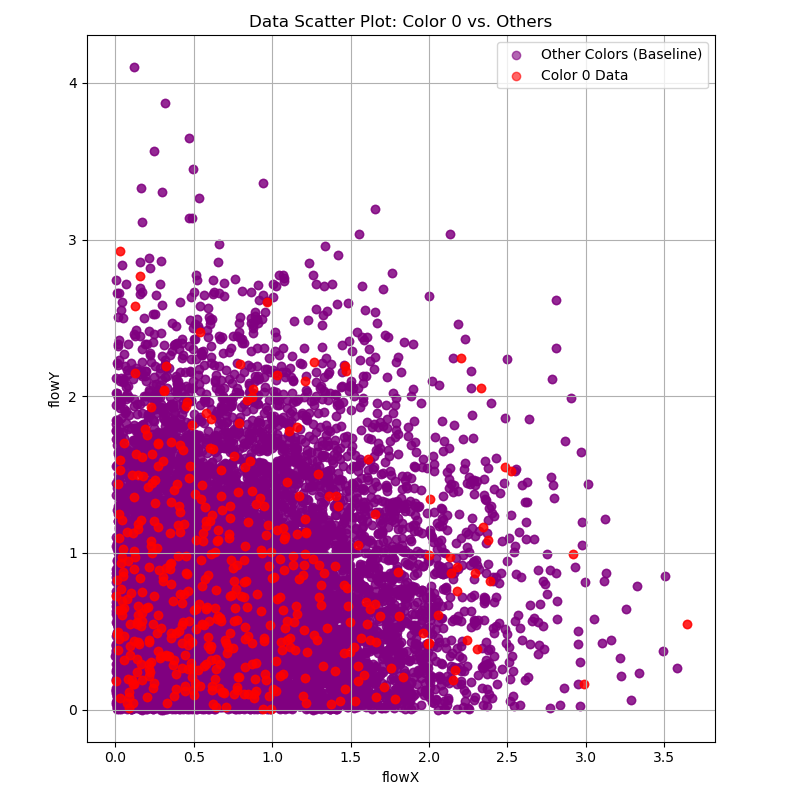 Data Scatter Plot: Color 0 vs. Others
Other Colors (Baseline)
Color 0 Data
4
3
2
1
0
flowY
0.0 0.5 1.0 1.5 2.0 2.5 3.0 3.5
flowX